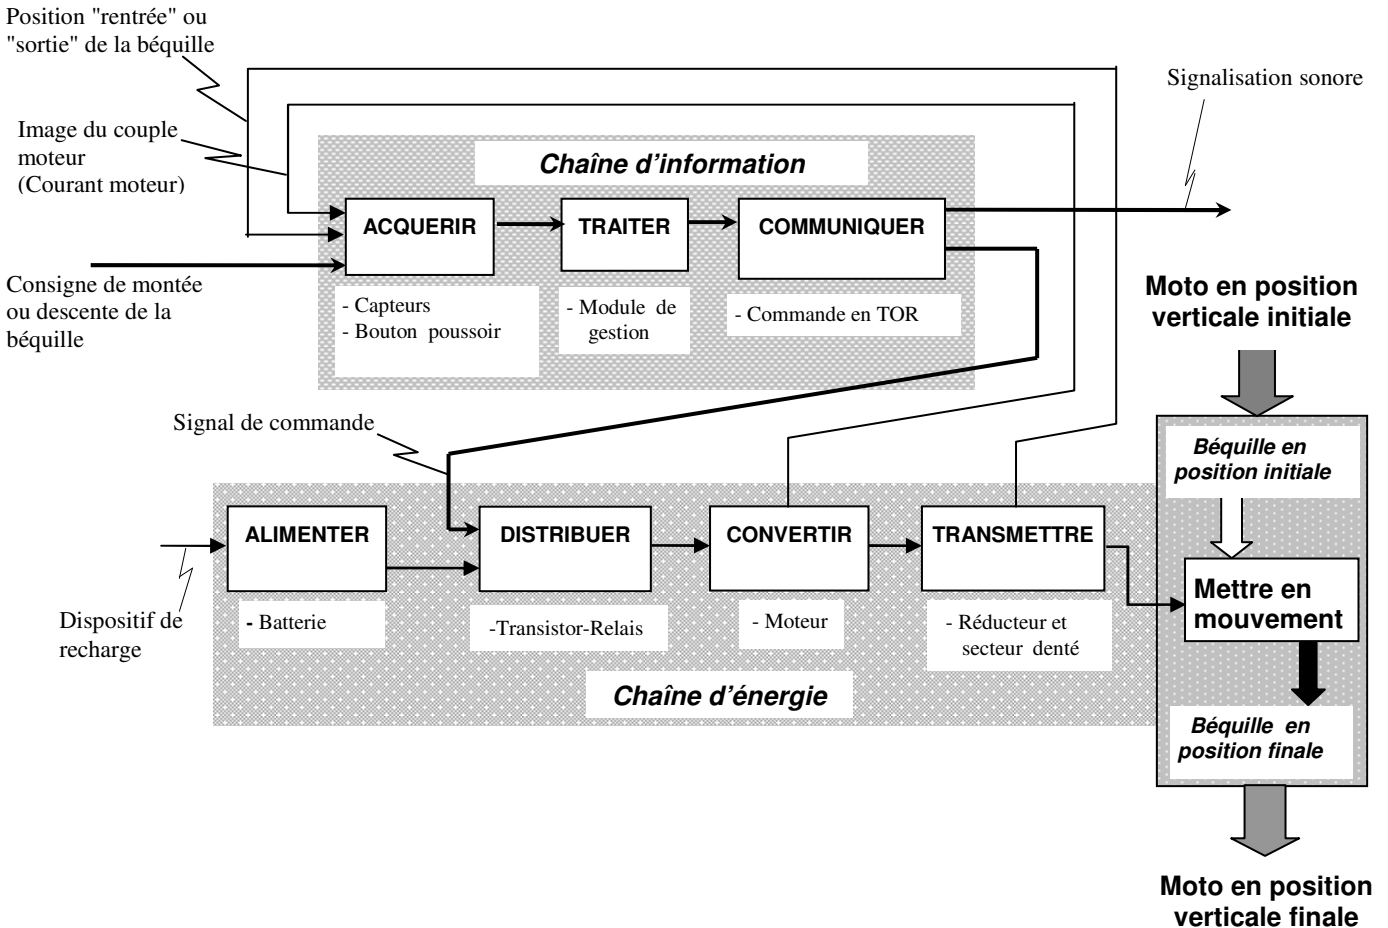 Position "rentrée" ou
"sortie" de la béquille
Signalisation sonore
Image du couple
moteur
(Courant moteur)
Chaîne d'information
ACQUERIR
TRAITER
COMMUNIQUER
Consigne de montée
ou descente de la
béquille
- Capteurs
- Bouton poussoir
- Module de
gestion
- Commande en TOR
Moto en position
verticale initiale
Signal de commande
Béquille en
position initiale
ALIMENTER
DISTRIBUER
CONVERTIR
TRANSMETTRE
Mettre en
mouvement
Dispositif de
recharge
- Batterie
-Transistor-Relais
- Moteur
- Réducteur et
secteur denté
Chaîne d'énergie
Béquille en
position finale
Moto en position
verticale finale